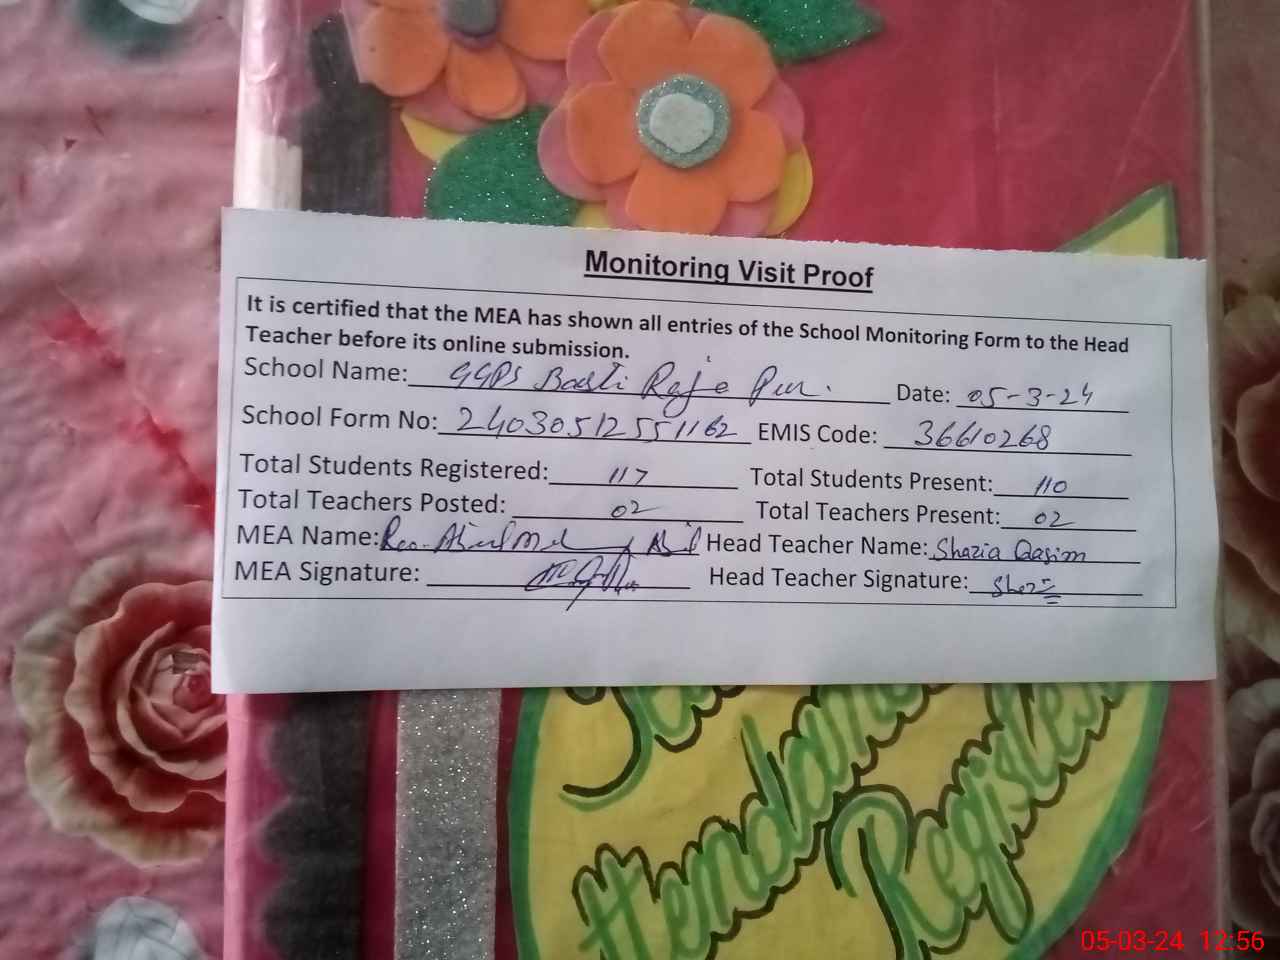 Monitoring Visit Proof
It is certified that the MEA has shown all entries of the School Monitoring Form to the Head
Teacher before its online submission.
School Name: GGPS Basti Rafe Pur. Date: 05-3-24
School Form No: 24030512551162 EMIS Code: 36610268
Total Students Registered: 117 Total Students Present: 110
Total Teachers Posted: 02 Total Teachers Present: 02
MEA Name: Head Teacher Name: Shazia Qasim
MEA Signature: Head Teacher Signature:
Attendance
Register
05-03-24 12:56